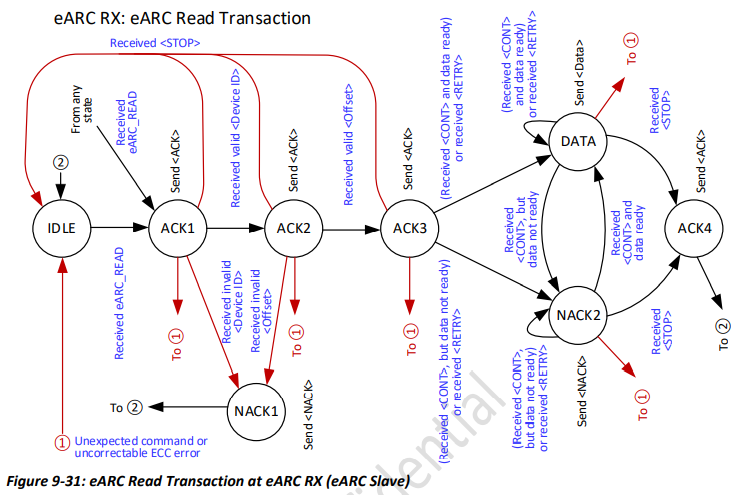 eARC RX: eARC Read Transaction
Received <STOP>
From any
state
Received
eARC_READ
Send <ACK>
Received valid <Device ID>
Send <ACK>
Received valid <Offset>
Send <ACK>
(Received <CONT> and data ready)
or received <RETRY>
(Received <CONT>
and data ready)
or received <RETRY>
Send <Data>
To 1
Received
<STOP>
Send <ACK>
2
IDLE
ACK1
ACK2
ACK3
DATA
ACK4
NACK2
Received eARC_READ
To 1
Received invalid
<Device ID>
Received invalid
<Offset>
To 1
To 1
(Received <CONT>, but data not ready)
or received <RETRY>
Received
<CONT>, but
data not ready
Received
<CONT> and
data ready
Received
<STOP>
To 2
(Received <CONT>,
but data not ready)
or received <RETRY>
Send <NACK>
To 1
To 2
NACK1
Send <NACK>
1 Unexpected command or
uncorrectable ECC error
Figure 9-31: eARC Read Transaction at eARC RX (eARC Slave)